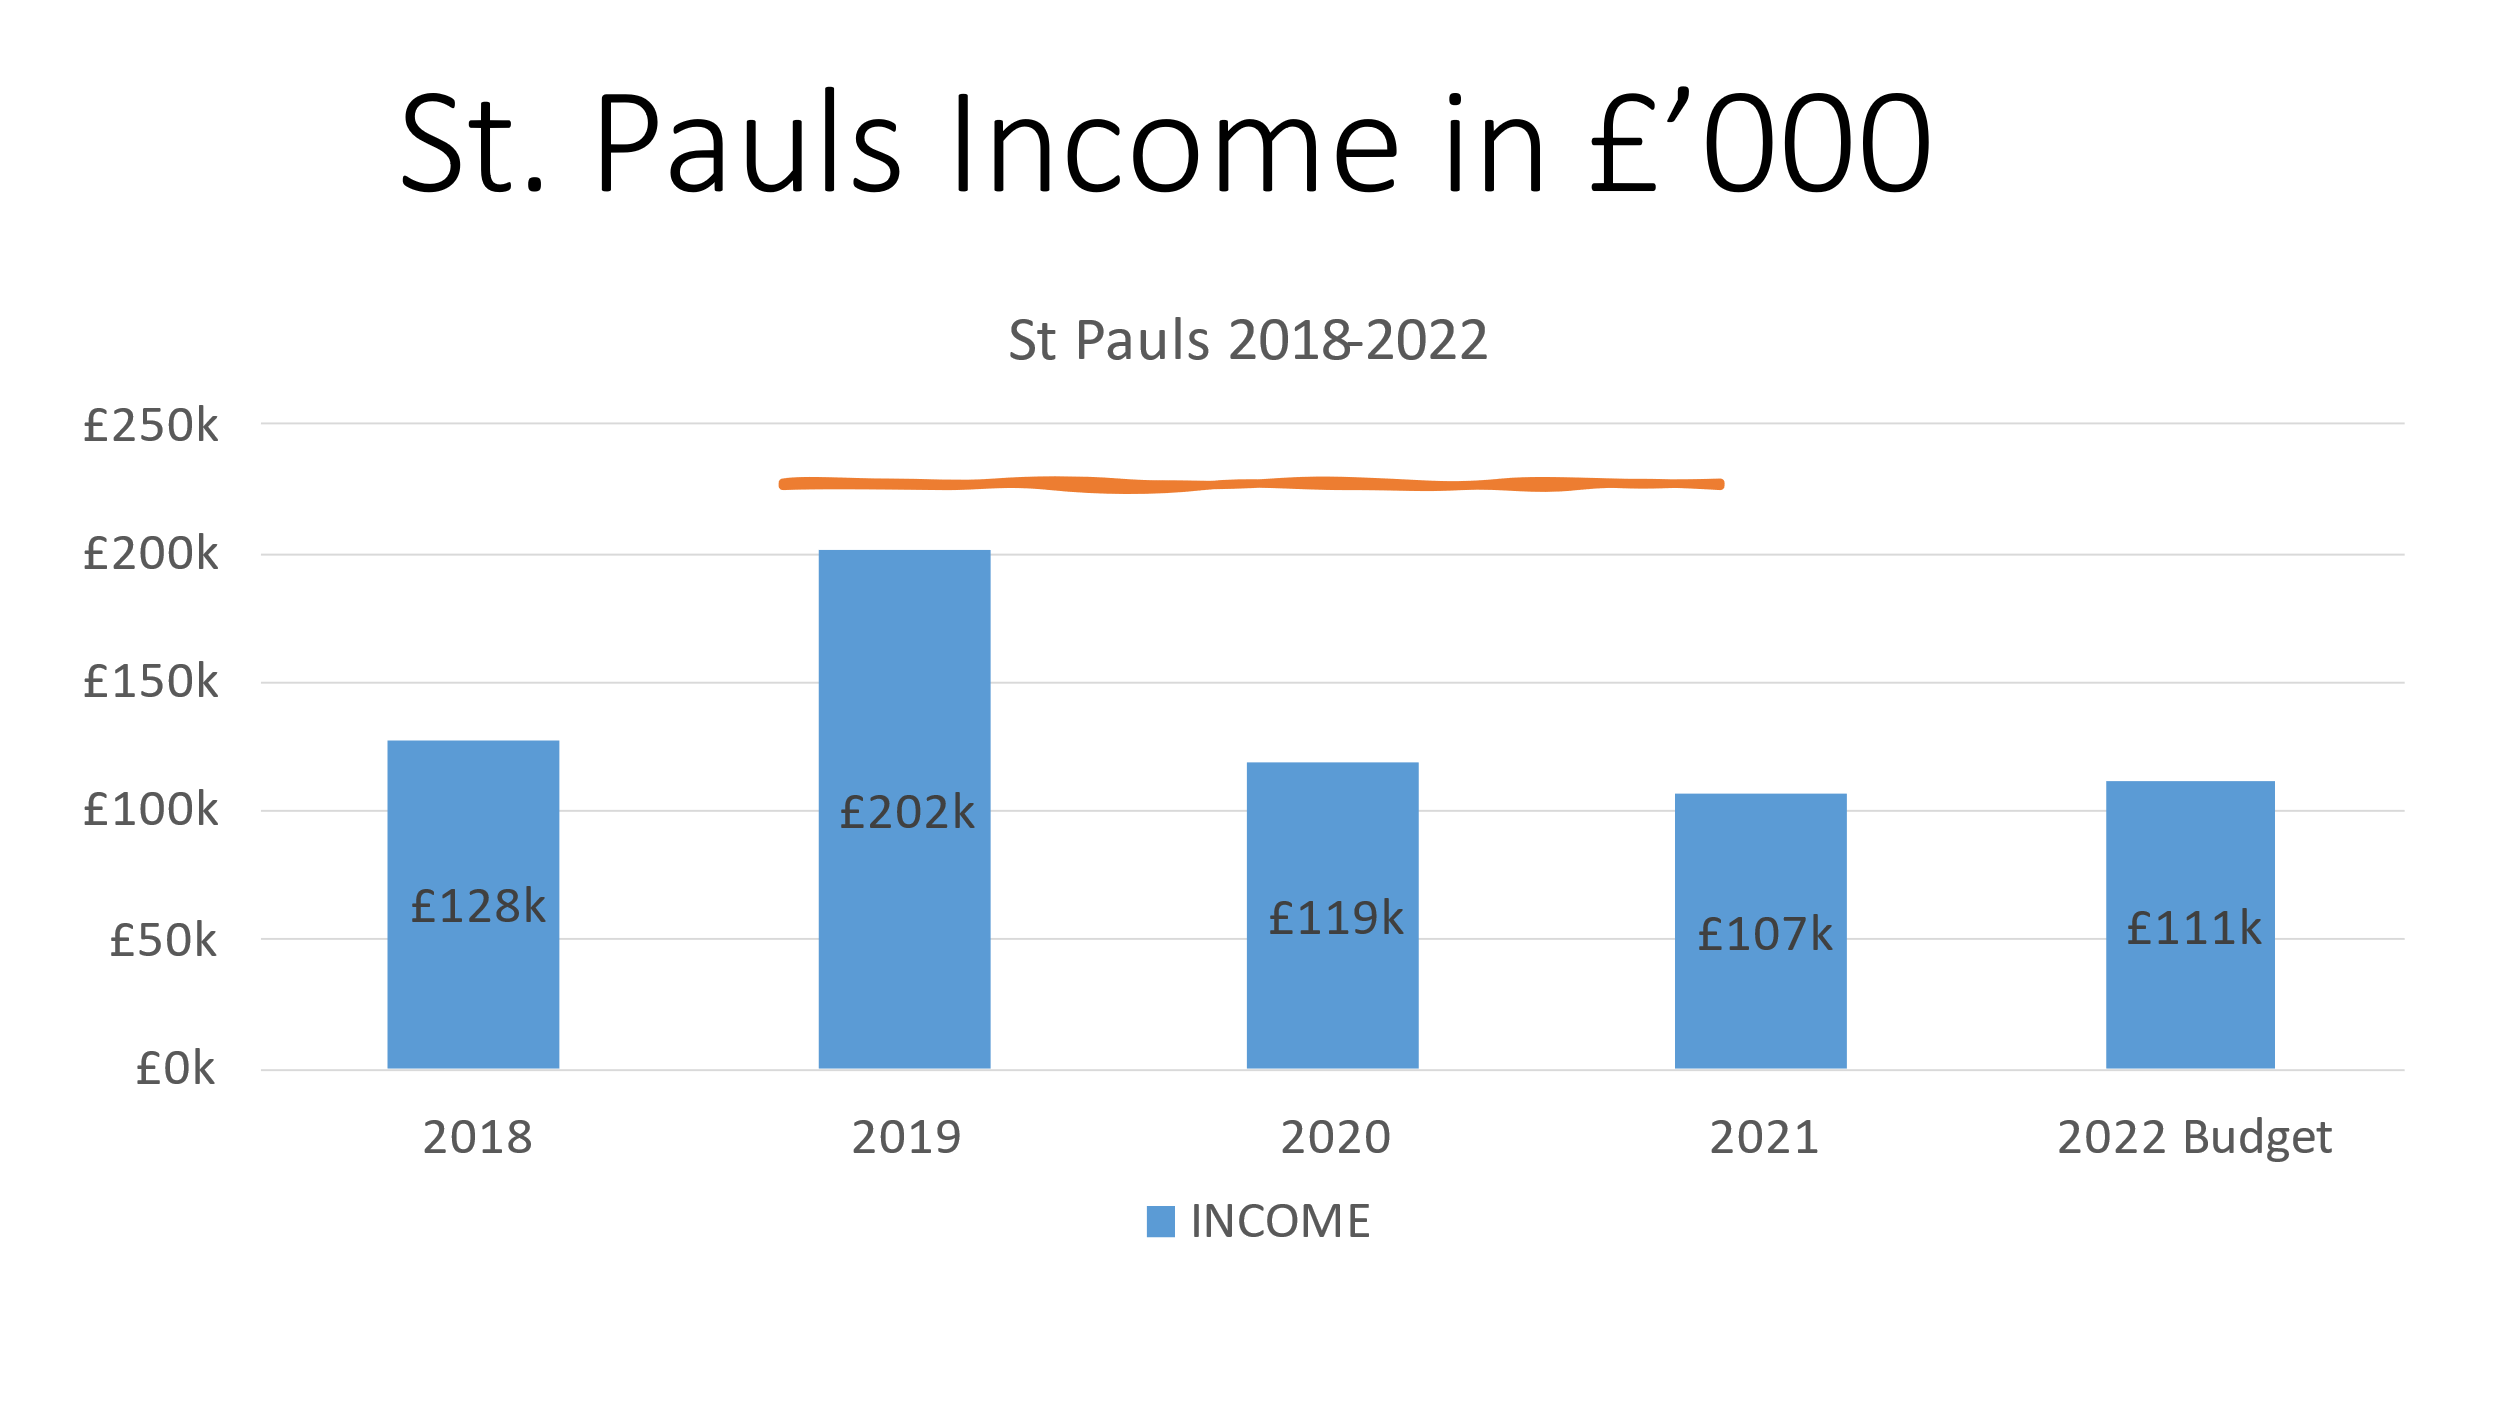 St. Pauls Income in £’000
St Pauls 2018-2022
£250k
£200k
£150k
£100k
£50k
£0k
£128k
£202k
£119k
£107k
£111k
2018 2019 2020 2021 2022 Budget
INCOME